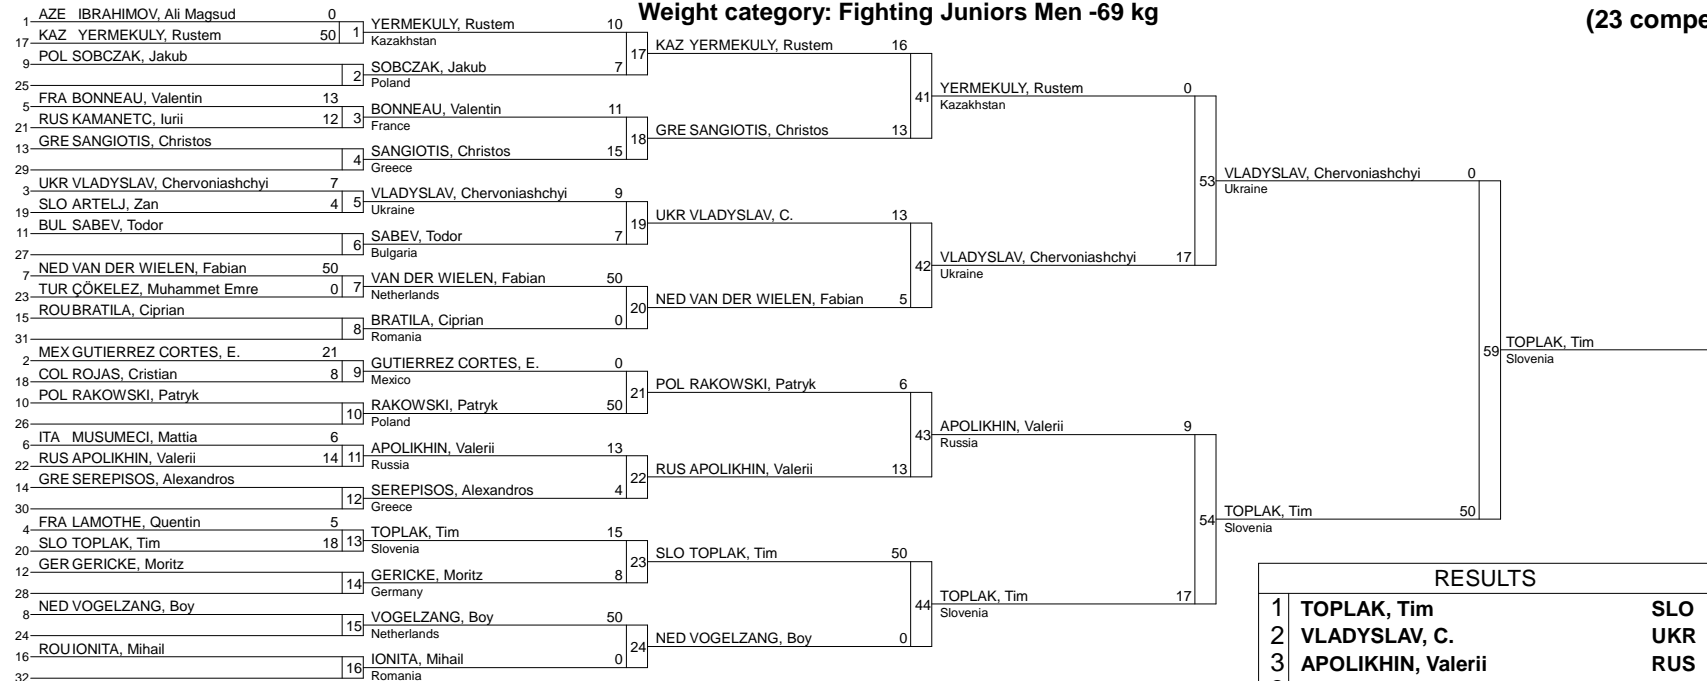 Weight category: Fighting Juniors Men -69 kg
(23 compe
1 AZE IBRAHIMOV, Ali Magsud 0
17 KAZ YERMEKULY, Rustem 50
1
9 POL SOBCZAK, Jakub
25
2
5 FRA BONNEAU, Valentin 13
21 RUS KAMANETC, Iurii 12
3
13 GRE SANGIOTIS, Christos
29
4
3 UKR VLADYSLAV, Chervoniashchyi 7
19 SLO ARTELJ, Zan 4
5
11 BUL SABEV, Todor
27
6
7 NED VAN DER WIELEN, Fabian 50
23 TUR ÇÖKELEZ, Muhammet Emre 0
7
15 ROU BRATILA, Ciprian
31
8
2 MEX GUTIERREZ CORTES, E. 21
18 COL ROJAS, Cristian 8
9
10 POL RAKOWSKI, Patryk
26
10
6 ITA MUSUMECI, Mattia 6
22 RUS APOLIKHIN, Valerii 14
11
14 GRE SEREPISOS, Alexandros
30
12
4 FRA LAMOTHE, Quentin 5
20 SLO TOPLAK, Tim 18
13
12 GER GERICKE, Moritz
28
14
8 NED VOGELZANG, Boy
24
15
16 ROU IONITA, Mihail
32
16
YERMEKULY, Rustem 10
Kazakhstan
17
SOBCZAK, Jakub 7
Poland
BONNEAU, Valentin 11
France
18
SANGIOTIS, Christos 15
Greece
VLADYSLAV, Chervoniashchyi 9
Ukraine
19
SABEV, Todor 7
Bulgaria
VAN DER WIELEN, Fabian 50
Netherlands
20
BRATILA, Ciprian 0
Romania
GUTIERREZ CORTES, E. 0
Mexico
21
RAKOWSKI, Patryk 50
Poland
APOLIKHIN, Valerii 13
Russia
22
SEREPISOS, Alexandros 4
Greece
TOPLAK, Tim 15
Slovenia
23
GERICKE, Moritz 8
Germany
VOGELZANG, Boy 50
Netherlands
24
IONITA, Mihail 0
Romania
KAZ YERMEKULY, Rustem 16
41
GRE SANGIOTIS, Christos 13
UKR VLADYSLAV, C. 13
42
NED VAN DER WIELEN, Fabian 5
POL RAKOWSKI, Patryk 6
43
RUS APOLIKHIN, Valerii 13
SLO TOPLAK, Tim 50
44
NED VOGELZANG, Boy 0
YERMEKULY, Rustem 0
Kazakhstan
53
VLADYSLAV, Chervoniashchyi 17
Ukraine
APOLIKHIN, Valerii 9
Russia
54
TOPLAK, Tim 17
Slovenia
VLADYSLAV, Chervoniashchyi 0
Ukraine
59
TOPLAK, Tim 50
Slovenia
TOPLAK, Tim
Slovenia
RESULTS
1 TOPLAK, Tim SLO
2 VLADYSLAV, C. UKR
3 APOLIKHIN, Valerii RUS